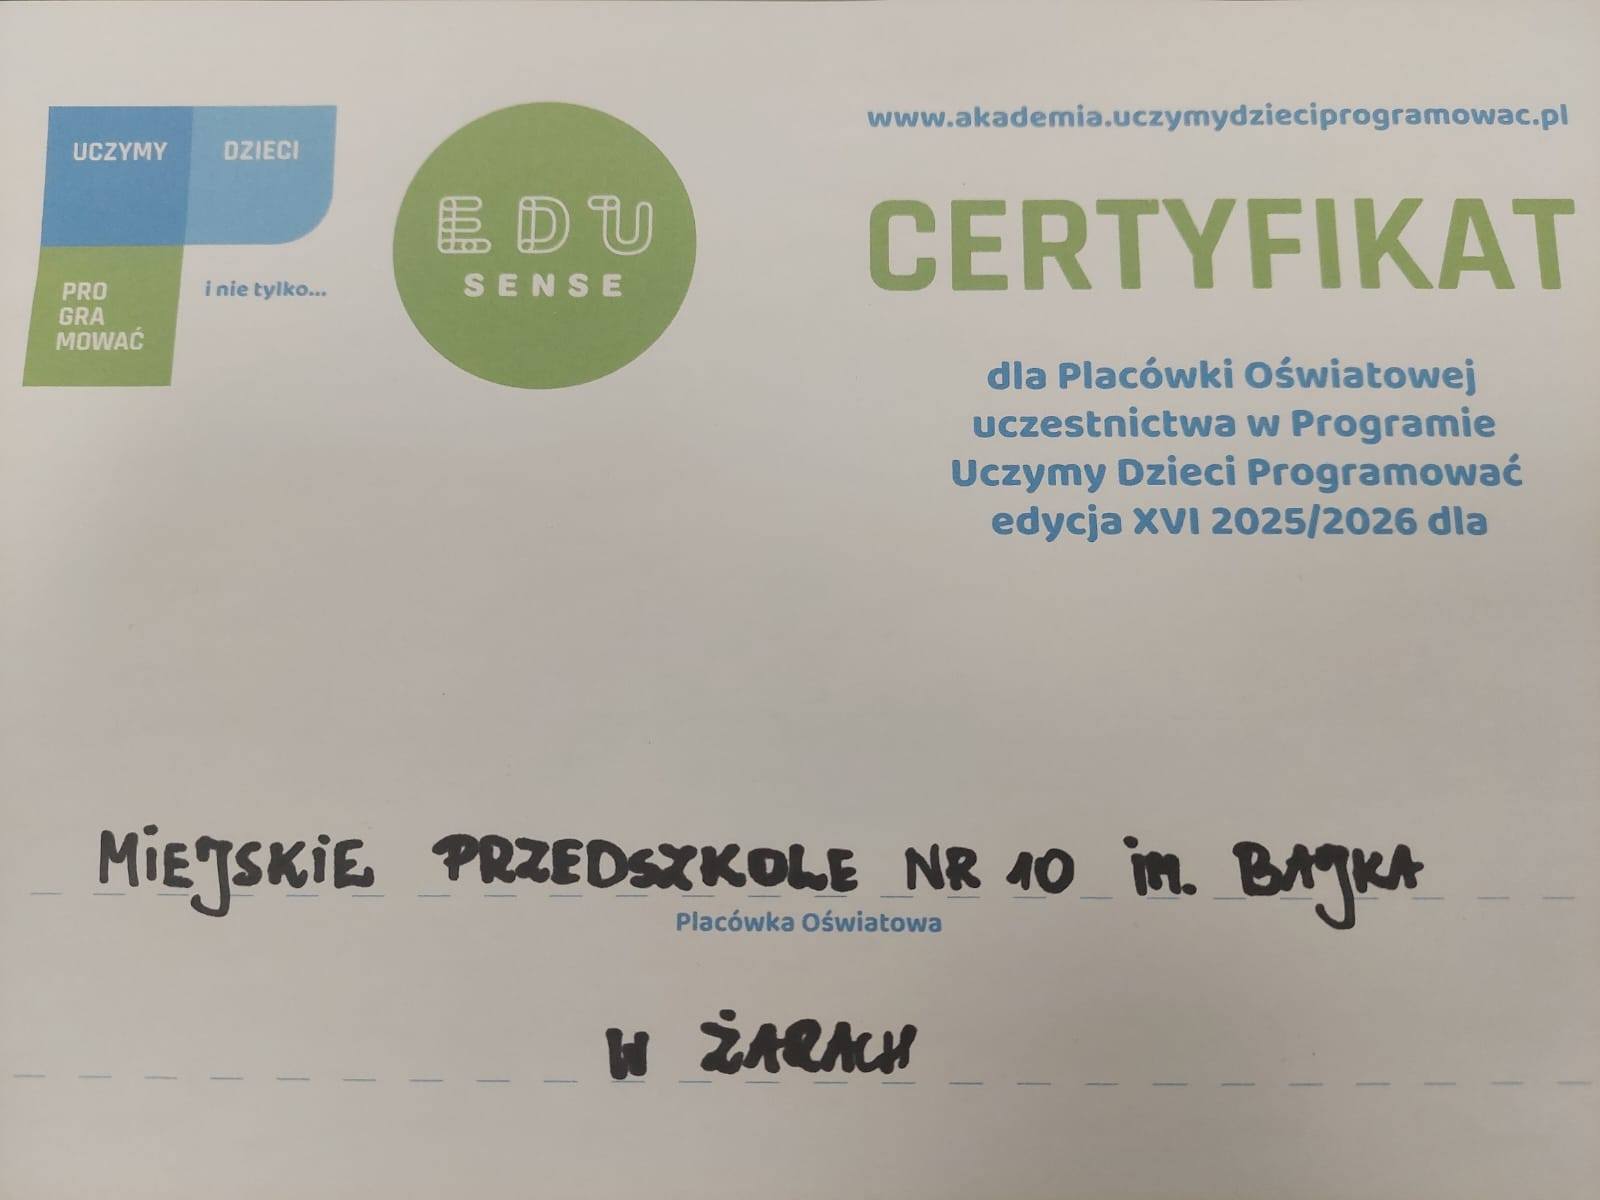 UCZYMY DZIECI
PRO
GRA
MOWAĆ
i nie tylko...
EDU
SENSE
www.akademia.uczymydzieciprogramowac.pl
CERTYFIKAT
dla Placówki Oświatowej
uczestnictwa w Programie
Uczymy Dzieci Programować
edycja XVI 2025/2026 dla
MIEJSKIE PRZEDSZKOLE NR 10 im. BAJKA
Placówka Oświatowa
W ŻARACH